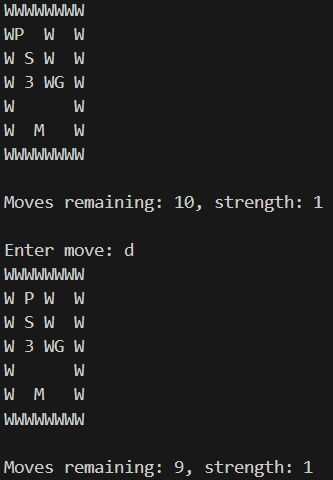 WWWWWWWW
WP  W  W
W S W  W
W 3 WG W
W      W
W  M   W
WWWWWWWW

Moves remaining: 10, strength: 1

Enter move: d
WWWWWWWW
W P W  W
W S W  W
W 3 WG W
W      W
W  M   W
WWWWWWWW

Moves remaining: 9, strength: 1